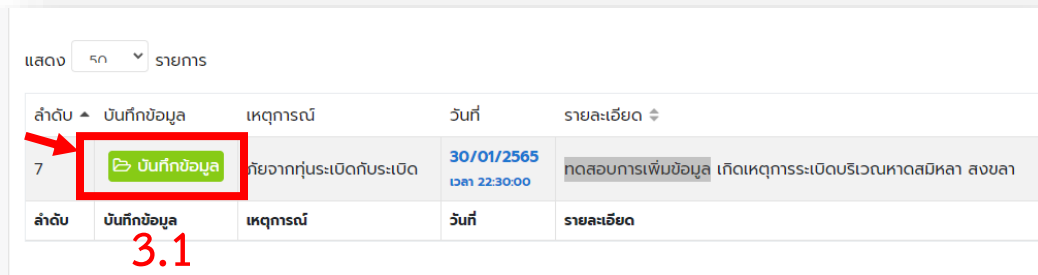 แสดง 50 รายการ
ลำดับ บันทึกข้อมูล เหตุการณ์ วันที่ รายละเอียด
7 บันทึกข้อมูล ภัยจากทุ่นระเบิดกับระเบิด 30/01/2565 ทดสอบการเพิ่มข้อมูล เกิดเหตุการระเบิดบริเวณหาดสมิหลา สงขลา
เวลา 22:30:00
ลำดับ บันทึกข้อมูล เหตุการณ์ วันที่ รายละเอียด
3.1